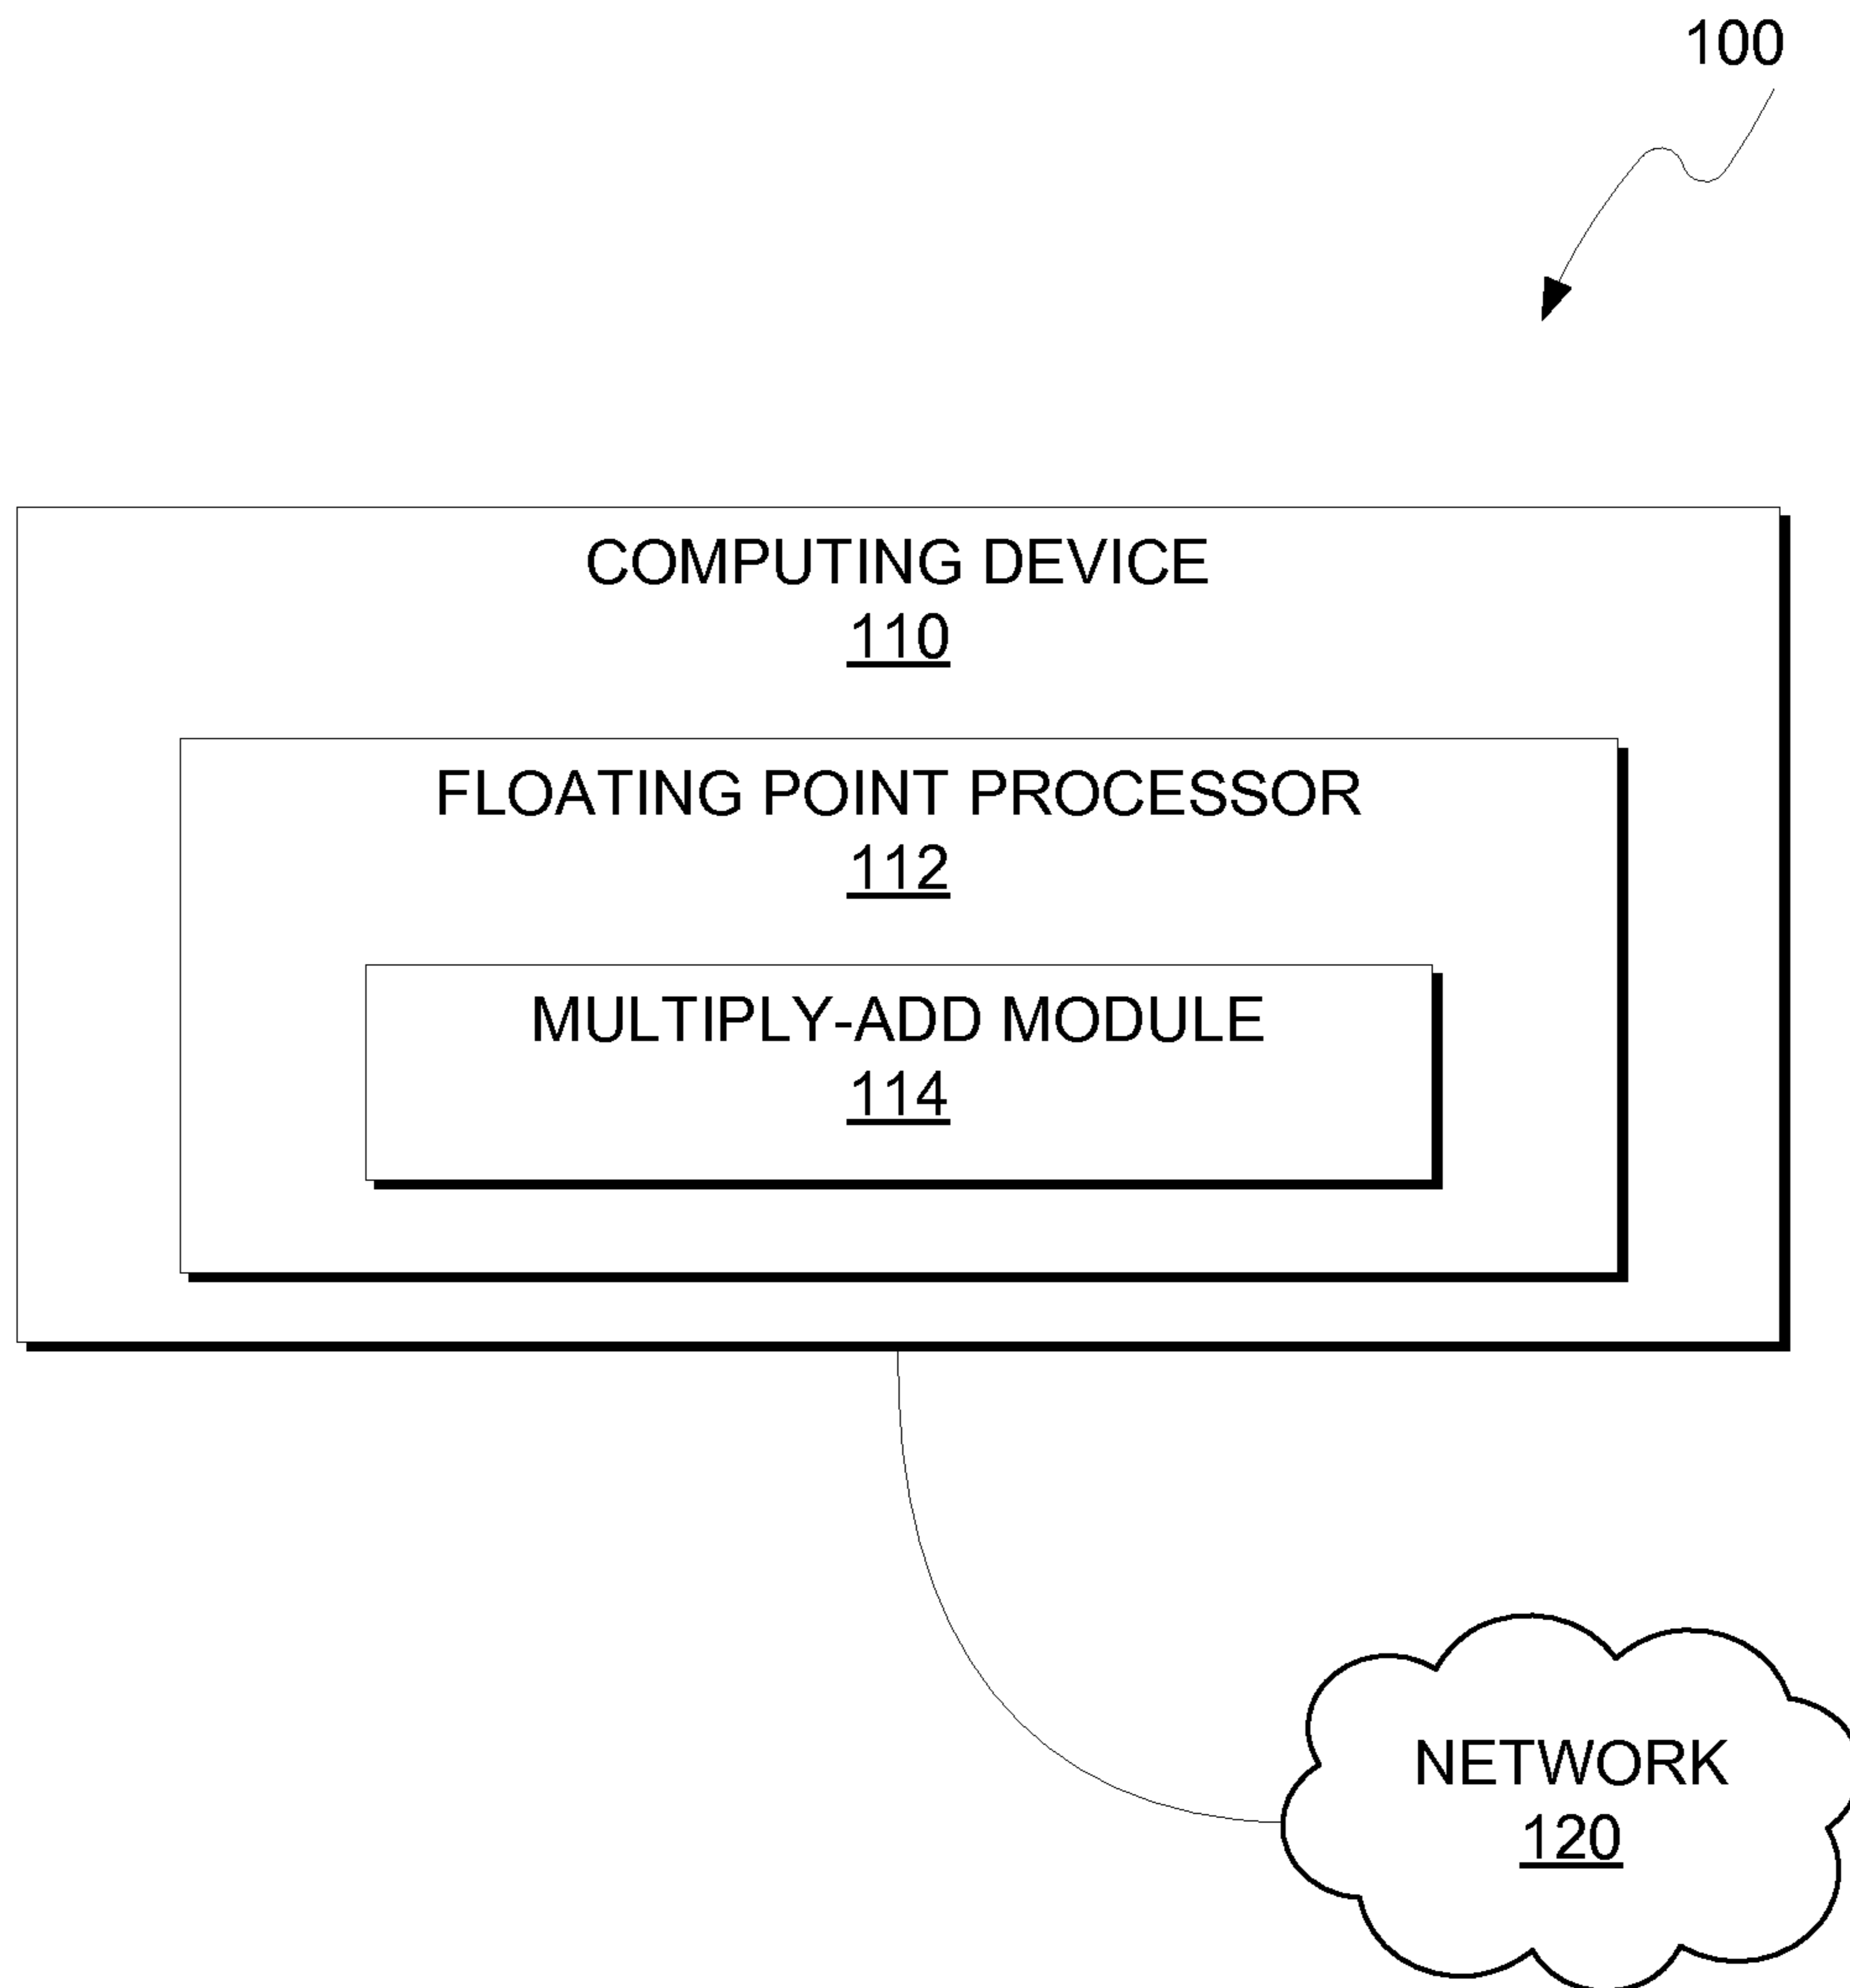 100
COMPUTING DEVICE
110
FLOATING POINT PROCESSOR
112
MULTIPLY-ADD MODULE
114
NETWORK
120